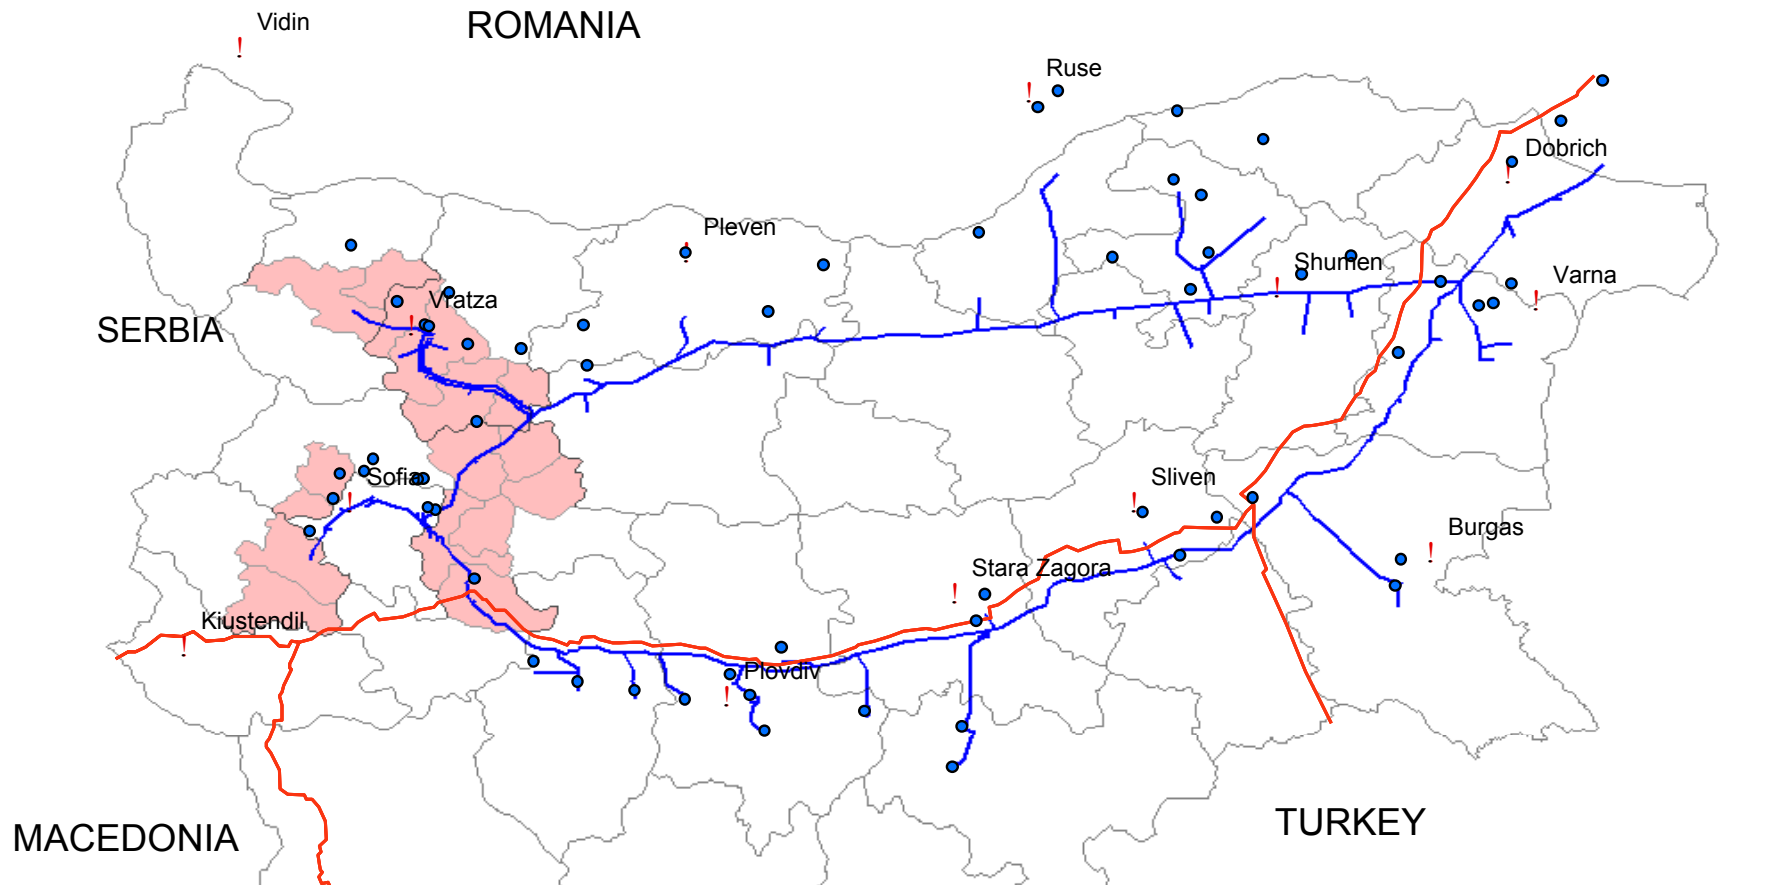 Vidin
ROMANIA
Ruse
Dobrich
Pleven
Shumen
Varna
Vratza
SERBIA
Sofia
Sliven
Burgas
Stara Zagora
Kiustendil
Plovdiv
TURKEY
MACEDONIA